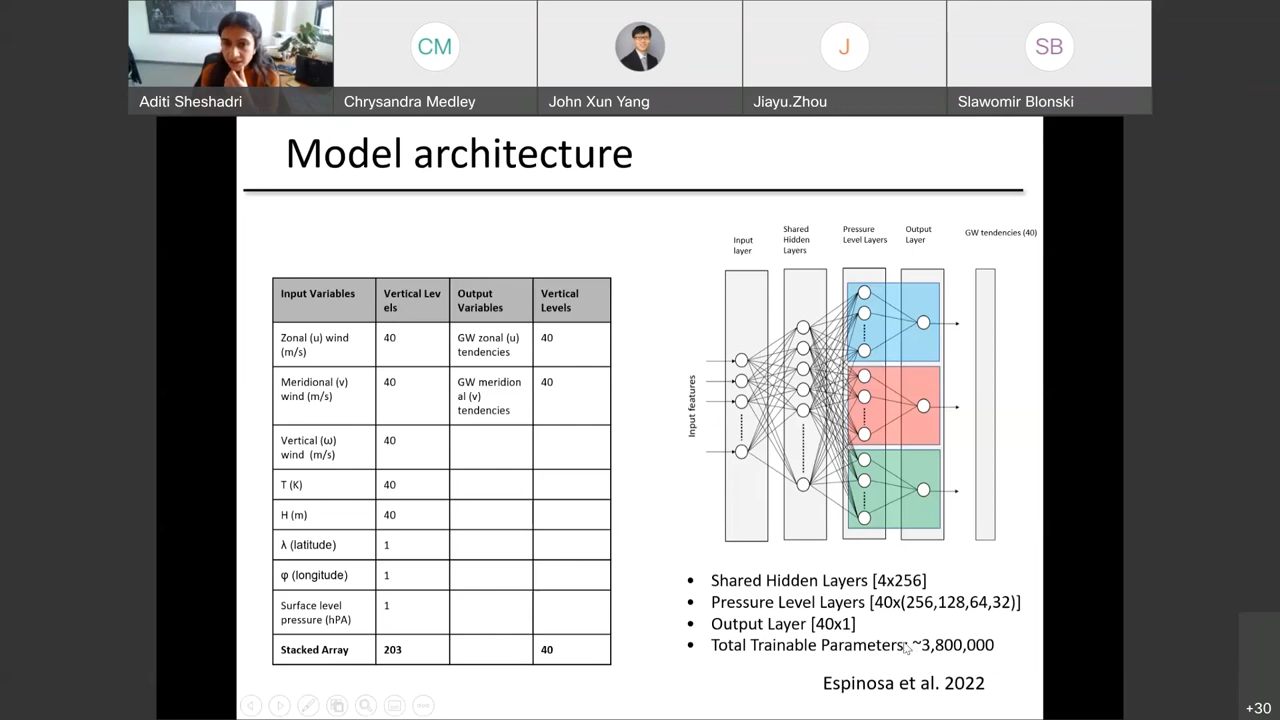 CM
J
SB
Aditi Sheshadri
Chrysandra Medley
John Xun Yang
Jiayu.Zhou
Slawomir Blonski
Model architecture
Input Variables
Vertical Lev
els
Output
Variables
Vertical
Levels
Zonal (u) wind
(m/s)
40
GW zonal (u)
tendencies
40
Meridional (v)
wind (m/s)
40
GW meridion
al (v)
tendencies
40
Vertical (ω)
wind (m/s)
40
T (K)
40
H (m)
40
λ (latitude)
1
φ (longitude)
1
Surface level
pressure (hPA)
1
Stacked Array
203
40
Input
layer
Shared
Hidden
Layers
Pressure
Level Layers
Output
Layer
GW tendencies (40)
Input features
• Shared Hidden Layers [4x256]
• Pressure Level Layers [40x(256,128,64,32)]
• Output Layer [40x1]
• Total Trainable Parameters: ~3,800,000
Espinosa et al. 2022
+30